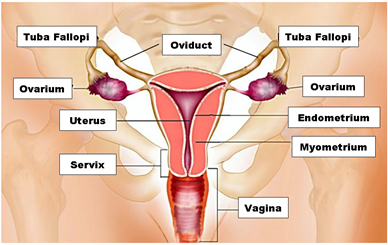 Tuba Fallopi
Oviduct
Tuba Fallopi
Ovarium
Ovarium
Uterus
Endometrium
Myometrium
Servix
Vagina